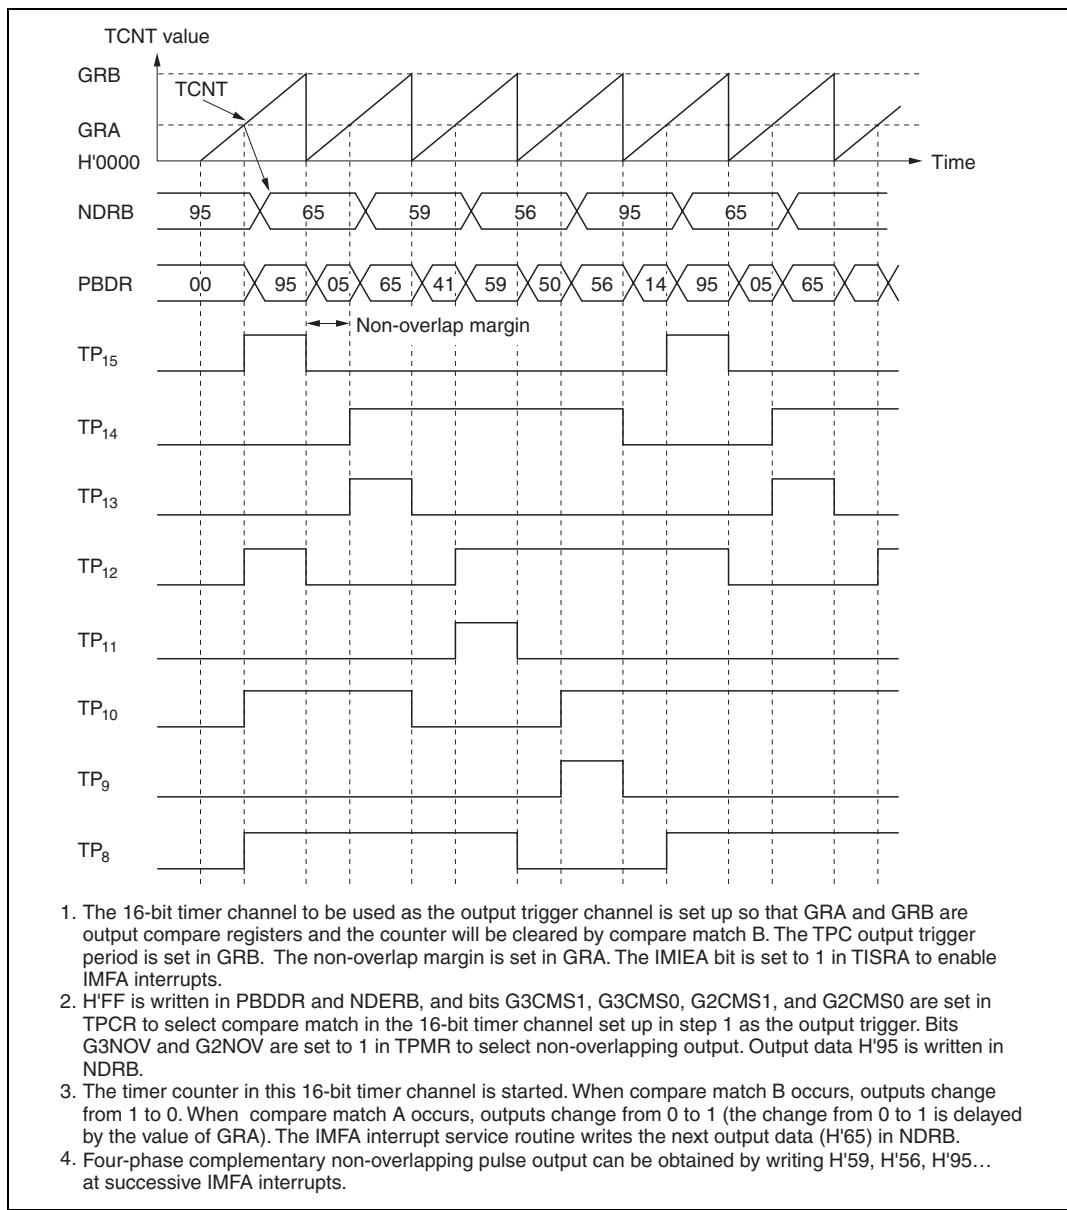 TCNT value
GRB
TCNT
GRA
H'0000
Time
NDRB
95 65 59 56 95 65
PBDR
00 95 05 65 41 59 50 56 14 95 05 65
Non-overlap margin
TP15
TP14
TP13
TP12
TP11
TP10
TP9
TP8
1. The 16-bit timer channel to be used as the output trigger channel is set up so that GRA and GRB are
output compare registers and the counter will be cleared by compare match B. The TPC output trigger
period is set in GRB. The non-overlap margin is set in GRA. The IMIEA bit is set to 1 in TISRA to enable
IMFA interrupts.
2. H'FF is written in PBDDR and NDERB, and bits G3CMS1, G3CMS0, G2CMS1, and G2CMS0 are set in
TPCR to select compare match in the 16-bit timer channel set up in step 1 as the output trigger. Bits
G3NOV and G2NOV are set to 1 in TPMR to select non-overlapping output. Output data H'95 is written in
NDRB.
3. The timer counter in this 16-bit timer channel is started. When compare match B occurs, outputs change
from 1 to 0. When compare match A occurs, outputs change from 0 to 1 (the change from 0 to 1 is delayed
by the value of GRA). The IMFA interrupt service routine writes the next output data (H'65) in NDRB.
4. Four-phase complementary non-overlapping pulse output can be obtained by writing H'59, H'56, H'95…
at successive IMFA interrupts.